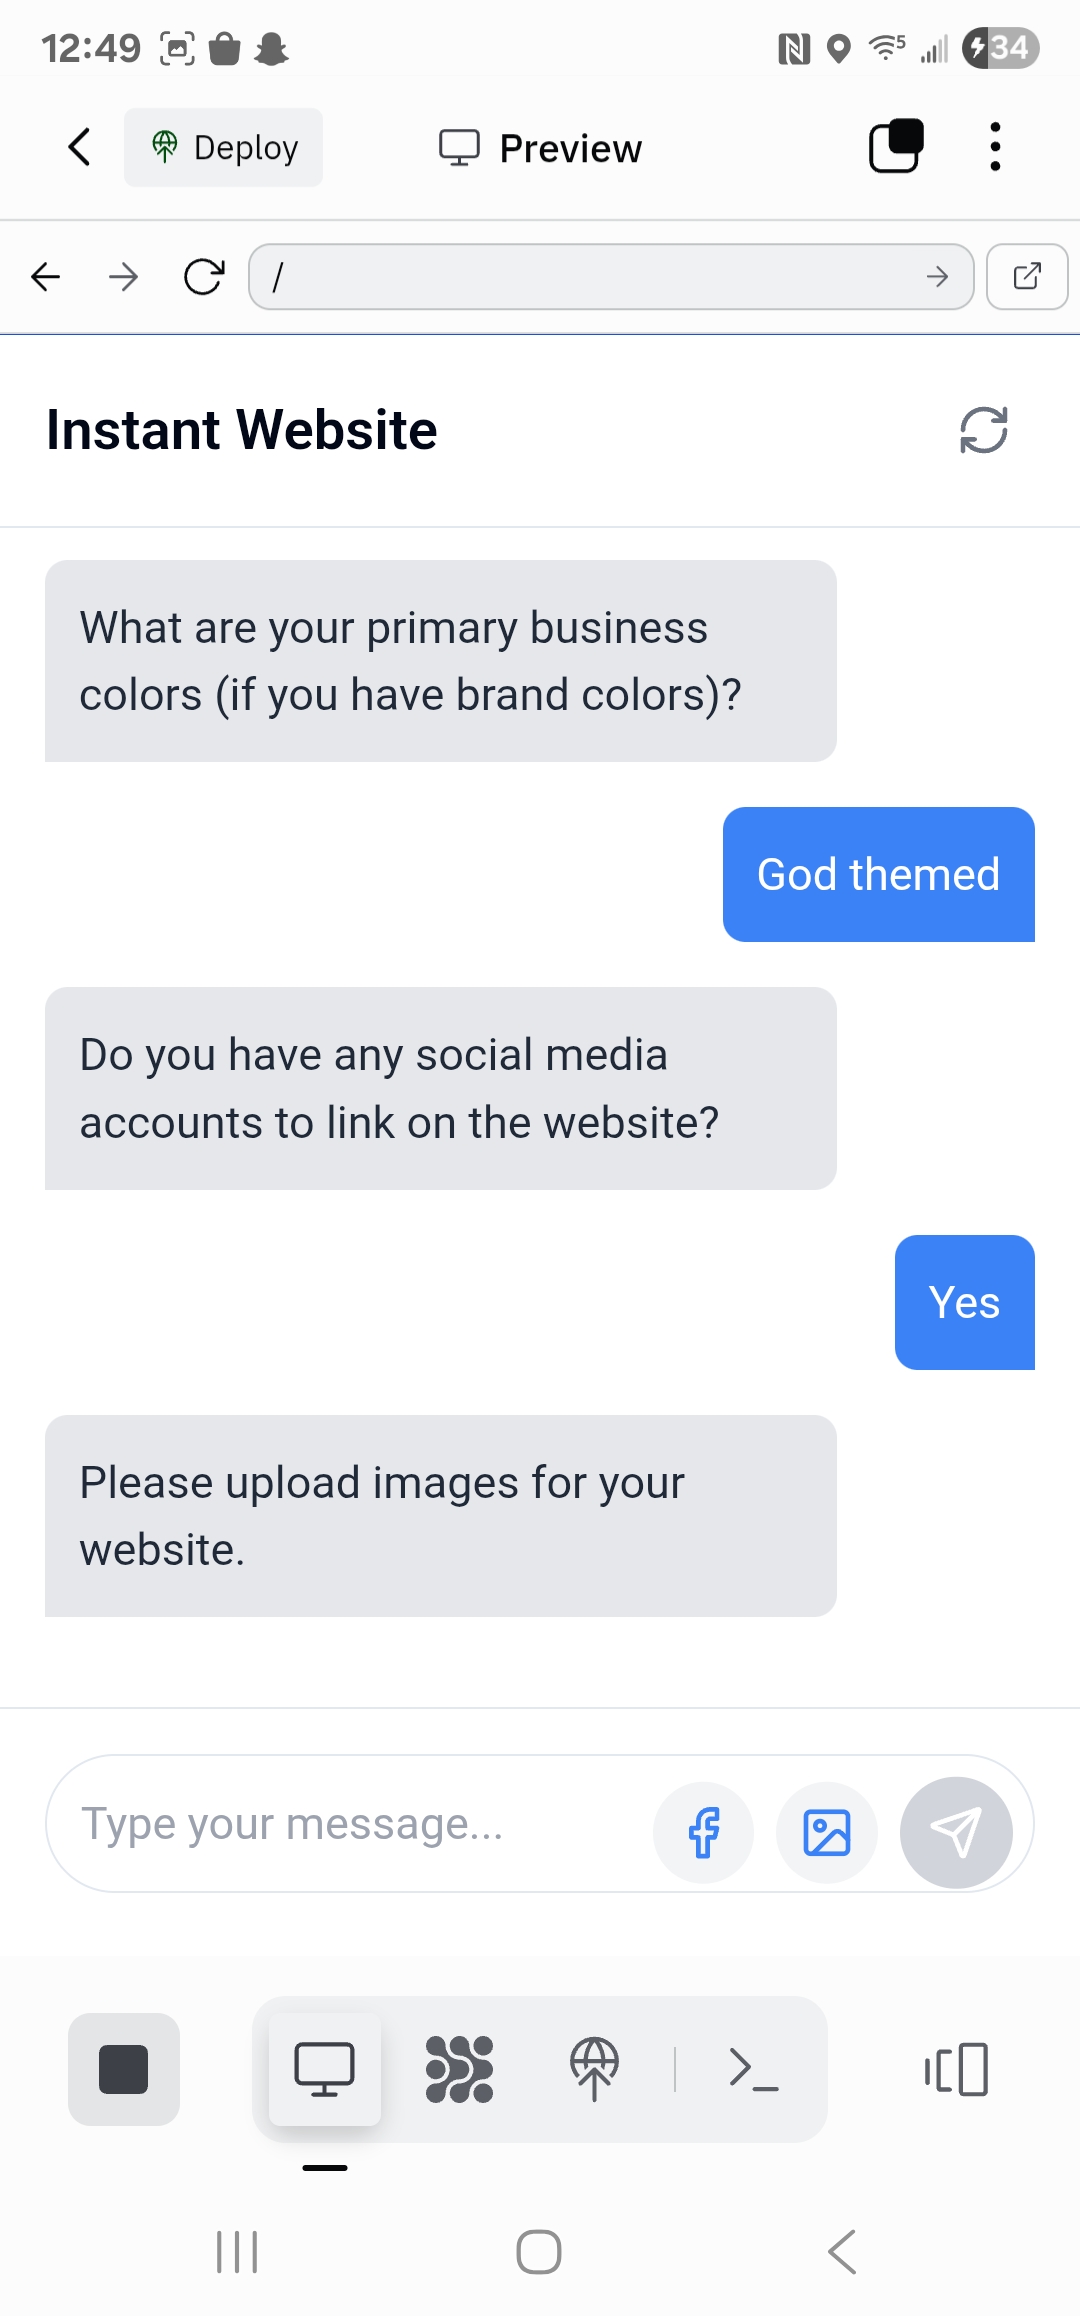 12:49
5
34
Deploy
Preview
/
Instant Website
What are your primary business
colors (if you have brand colors)?
God themed
Do you have any social media
accounts to link on the website?
Yes
Please upload images for your
website.
Type your message...